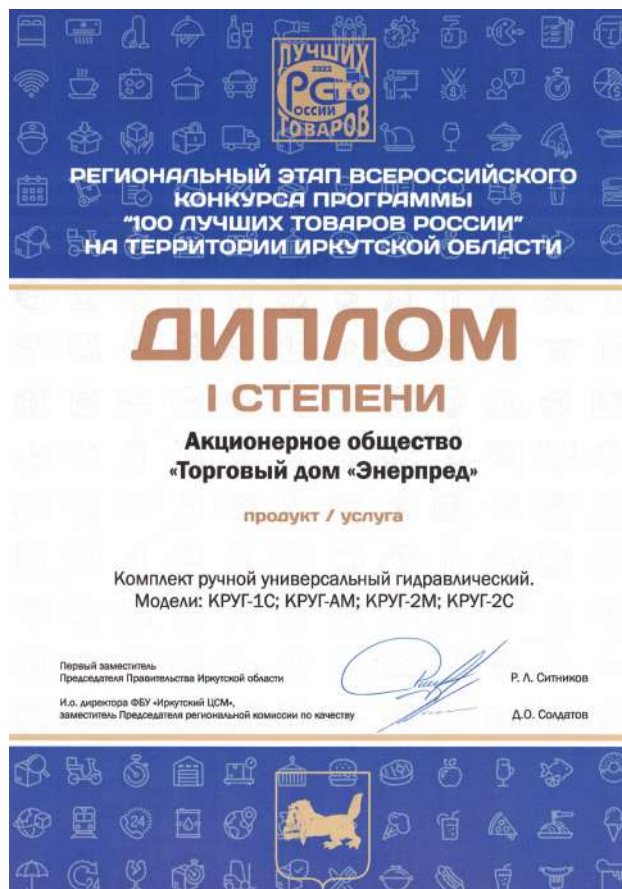 ЛУЧШИХ
2022
РОССИИ
СТО
ТОВАРОВ
РЕГИОНАЛЬНЫЙ ЭТАП ВСЕРОССИЙСКОГО
КОНКУРСА ПРОГРАММЫ
"100 ЛУЧШИХ ТОВАРОВ РОССИИ"
НА ТЕРРИТОРИИ ИРКУТСКОЙ ОБЛАСТИ
ДИПЛОМ
I СТЕПЕНИ
Акционерное общество
«Торговый дом «Энерпред»
продукт / услуга
Комплект ручной универсальный гидравлический.
Модели: КРУГ-1С; КРУГ-АМ; КРУГ-2М; КРУГ-2С
Первый заместитель
Председателя Правительства Иркутской области
Р. Л. Ситников
И.о. директора ФБУ «Иркутский ЦСМ»,
заместитель Председателя региональной комиссии по качеству
Д.О. Солдатов
24